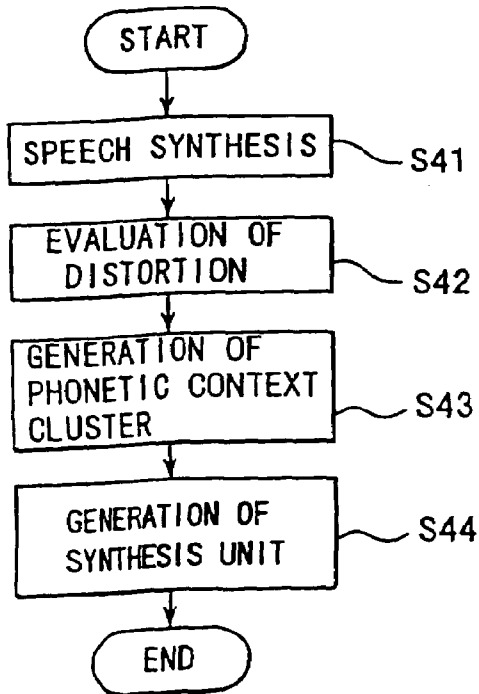 START
SPEECH SYNTHESIS
S41
EVALUATION OF
DISTORTION
S42
GENERATION OF
PHONETIC CONTEXT
CLUSTER
S43
GENERATION OF
SYNTHESIS UNIT
S44
END